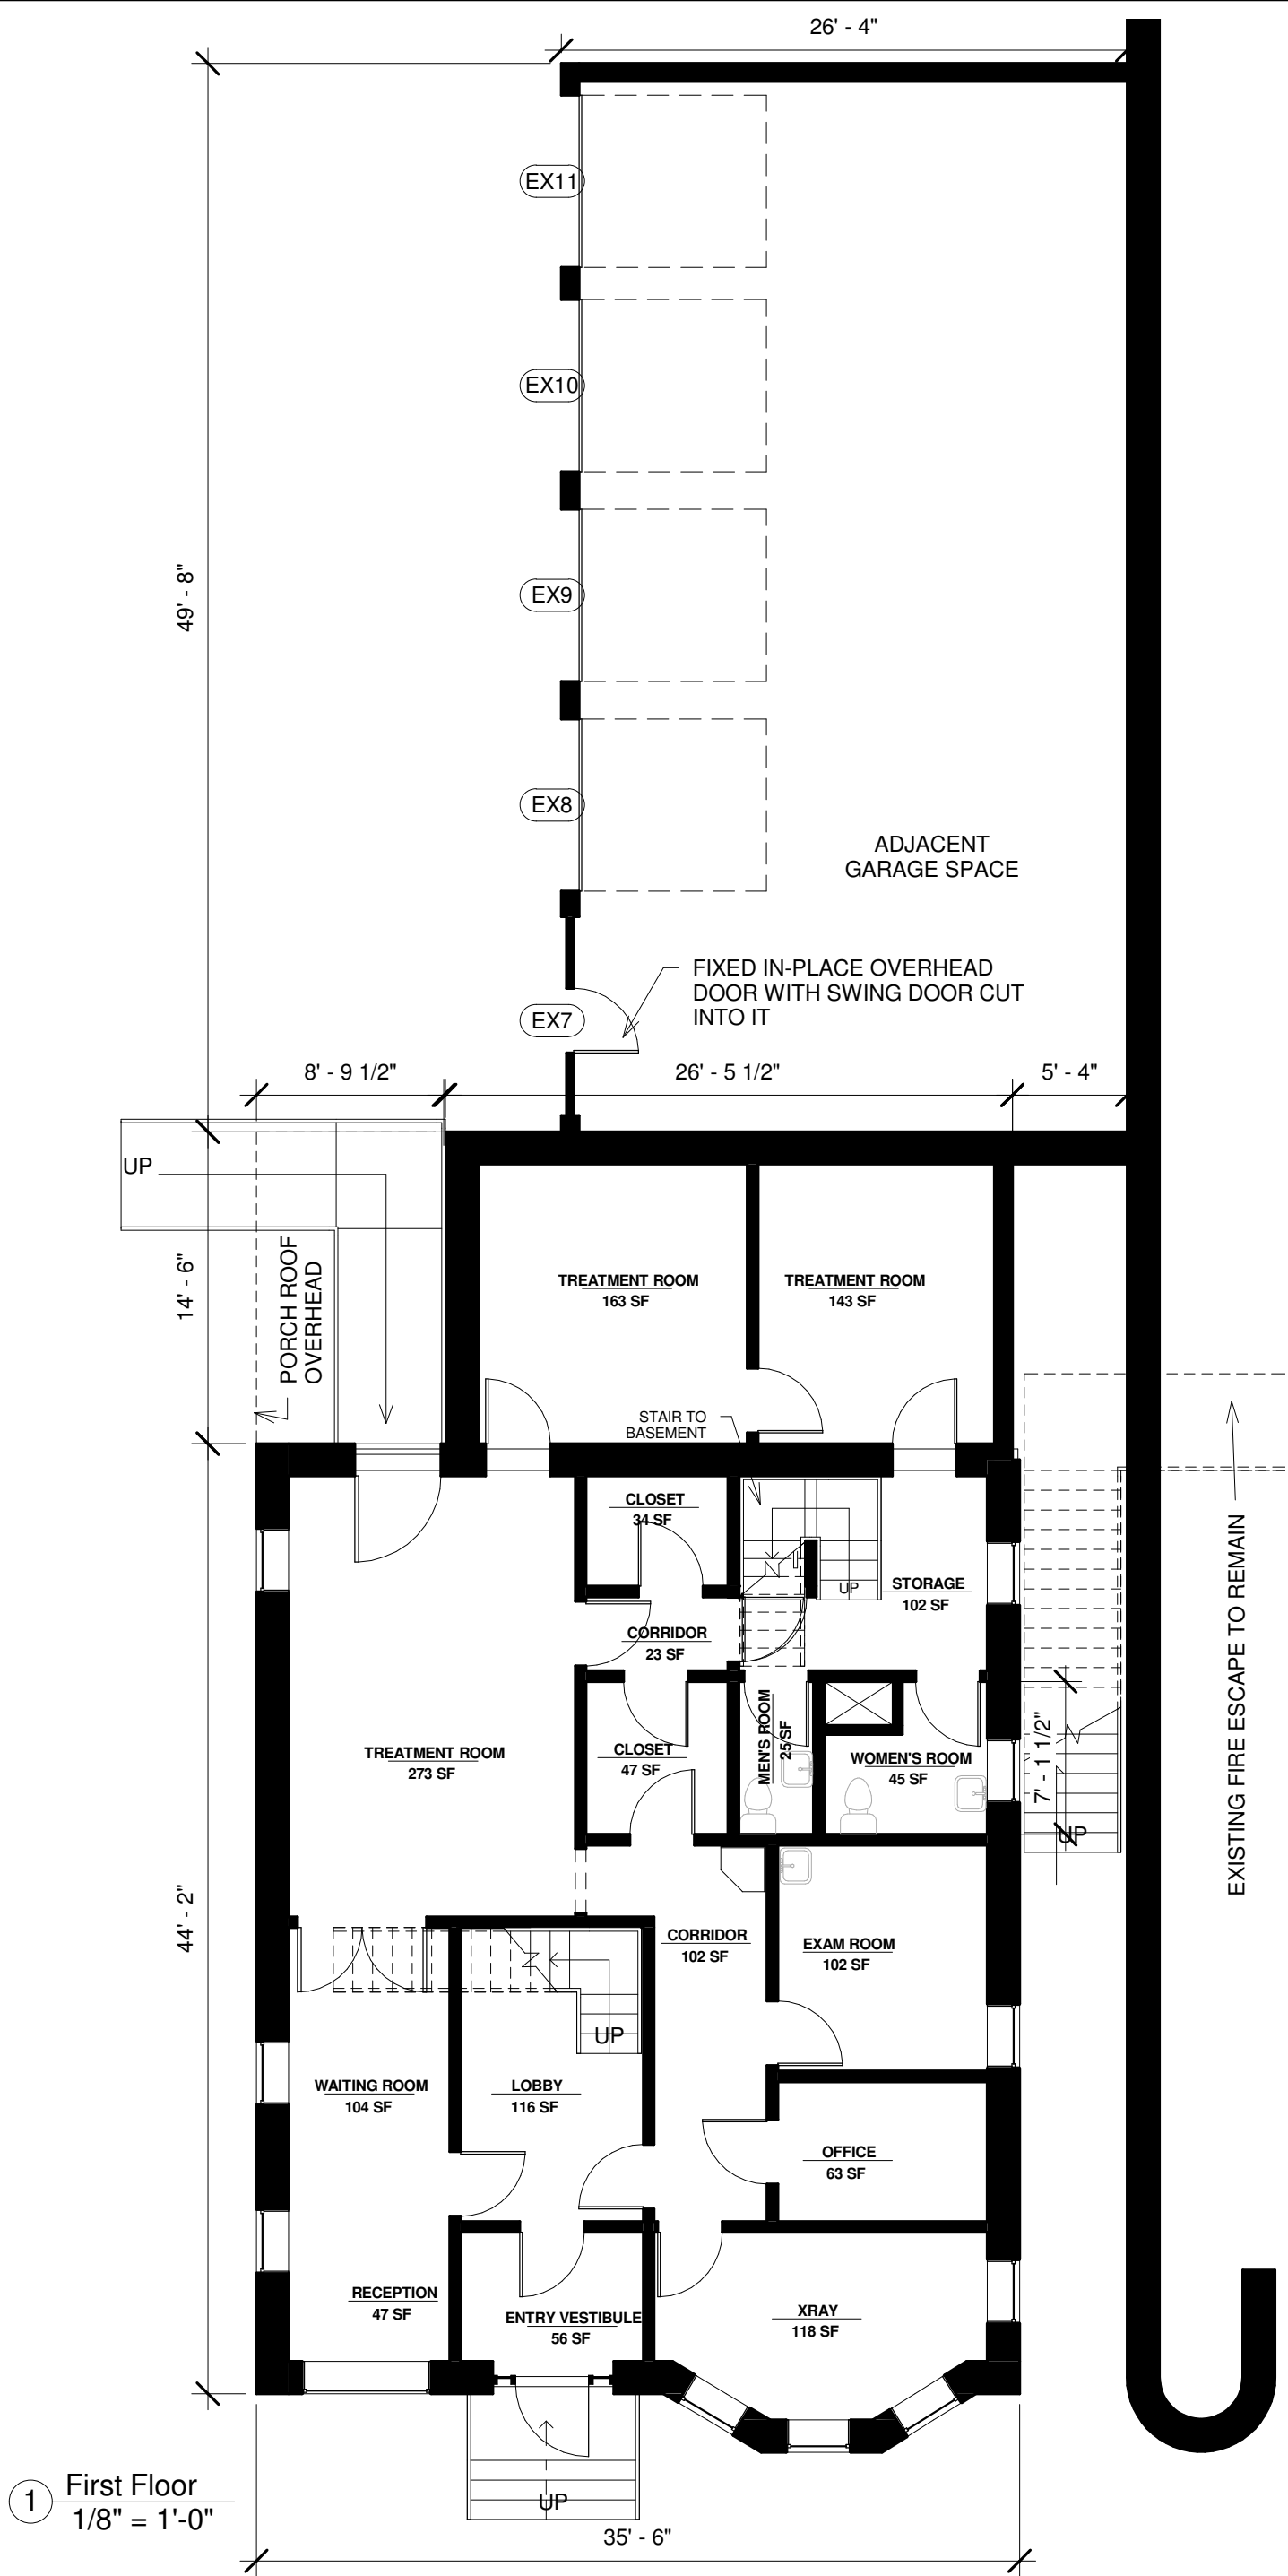 26' - 4"
EX11
EX10
49' - 8"
EX9
EX8
ADJACENT
GARAGE SPACE
FIXED IN-PLACE OVERHEAD
DOOR WITH SWING DOOR CUT
INTO IT
EX7
8' - 9 1/2"
26' - 5 1/2"
5' - 4"
UP
14' - 6"
PORCH ROOF
OVERHEAD
TREATMENT ROOM
163 SF
TREATMENT ROOM
143 SF
STAIR TO
BASEMENT
CLOSET
34 SF
UP
STORAGE
102 SF
CORRIDOR
23 SF
EXISTING FIRE ESCAPE TO REMAIN
MEN'S ROOM
25 SF
TREATMENT ROOM
273 SF
CLOSET
47 SF
WOMEN'S ROOM
45 SF
7' - 1 1/2"
UP
44' - 2"
CORRIDOR
102 SF
EXAM ROOM
102 SF
UP
WAITING ROOM
104 SF
LOBBY
116 SF
OFFICE
63 SF
RECEPTION
47 SF
ENTRY VESTIBULE
56 SF
XRAY
118 SF
UP
1
First Floor
1/8" = 1'-0"
35' - 6"